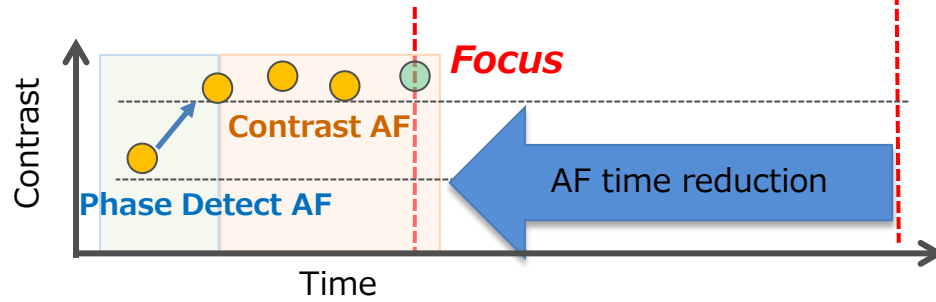 Focus
Contrast
Contrast AF
AF time reduction
Phase Detect AF
Time